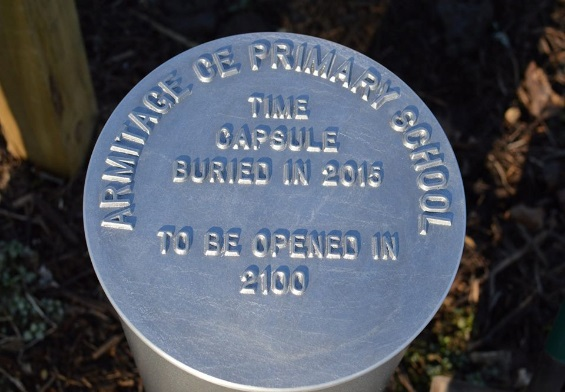 ARMITAGE CE PRIMARY SCHOOL
TIME
CAPSULE
BURIED IN 2015
TO BE OPENED IN
2100